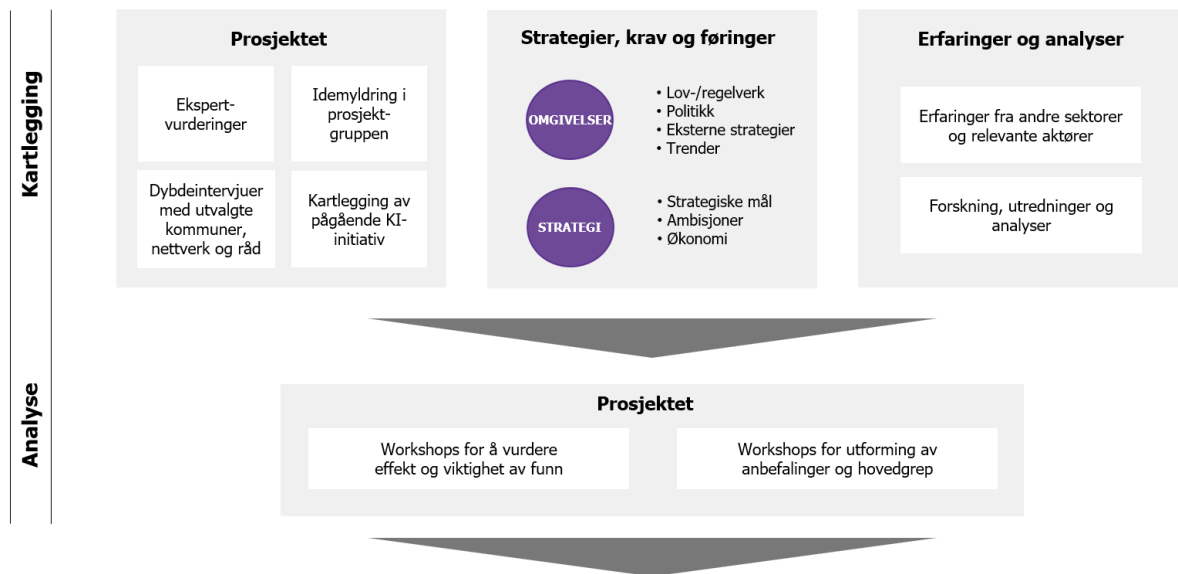 Kartlegging
Prosjektet
Ekspert-
vurderinger
Idemyldring i
prosjekt-
gruppen
Dybdeintervjuer
med utvalgte
kommuner,
nettverk og råd
Kartlegging av
pågående KI-
initiativ
Strategier, krav og føringer
OMGIVELSER
• Lov-/regelverk
• Politikk
• Eksterne strategier
• Trender
STRATEGI
• Strategiske mål
• Ambisjoner
• Økonomi
Erfaringer og analyser
Erfaringer fra andre sektorer
og relevante aktører
Forskning, utredninger og
analyser
Analyse
Prosjektet
Workshops for å vurdere
effekt og viktighet av funn
Workshops for utforming av
anbefalinger og hovedgrep